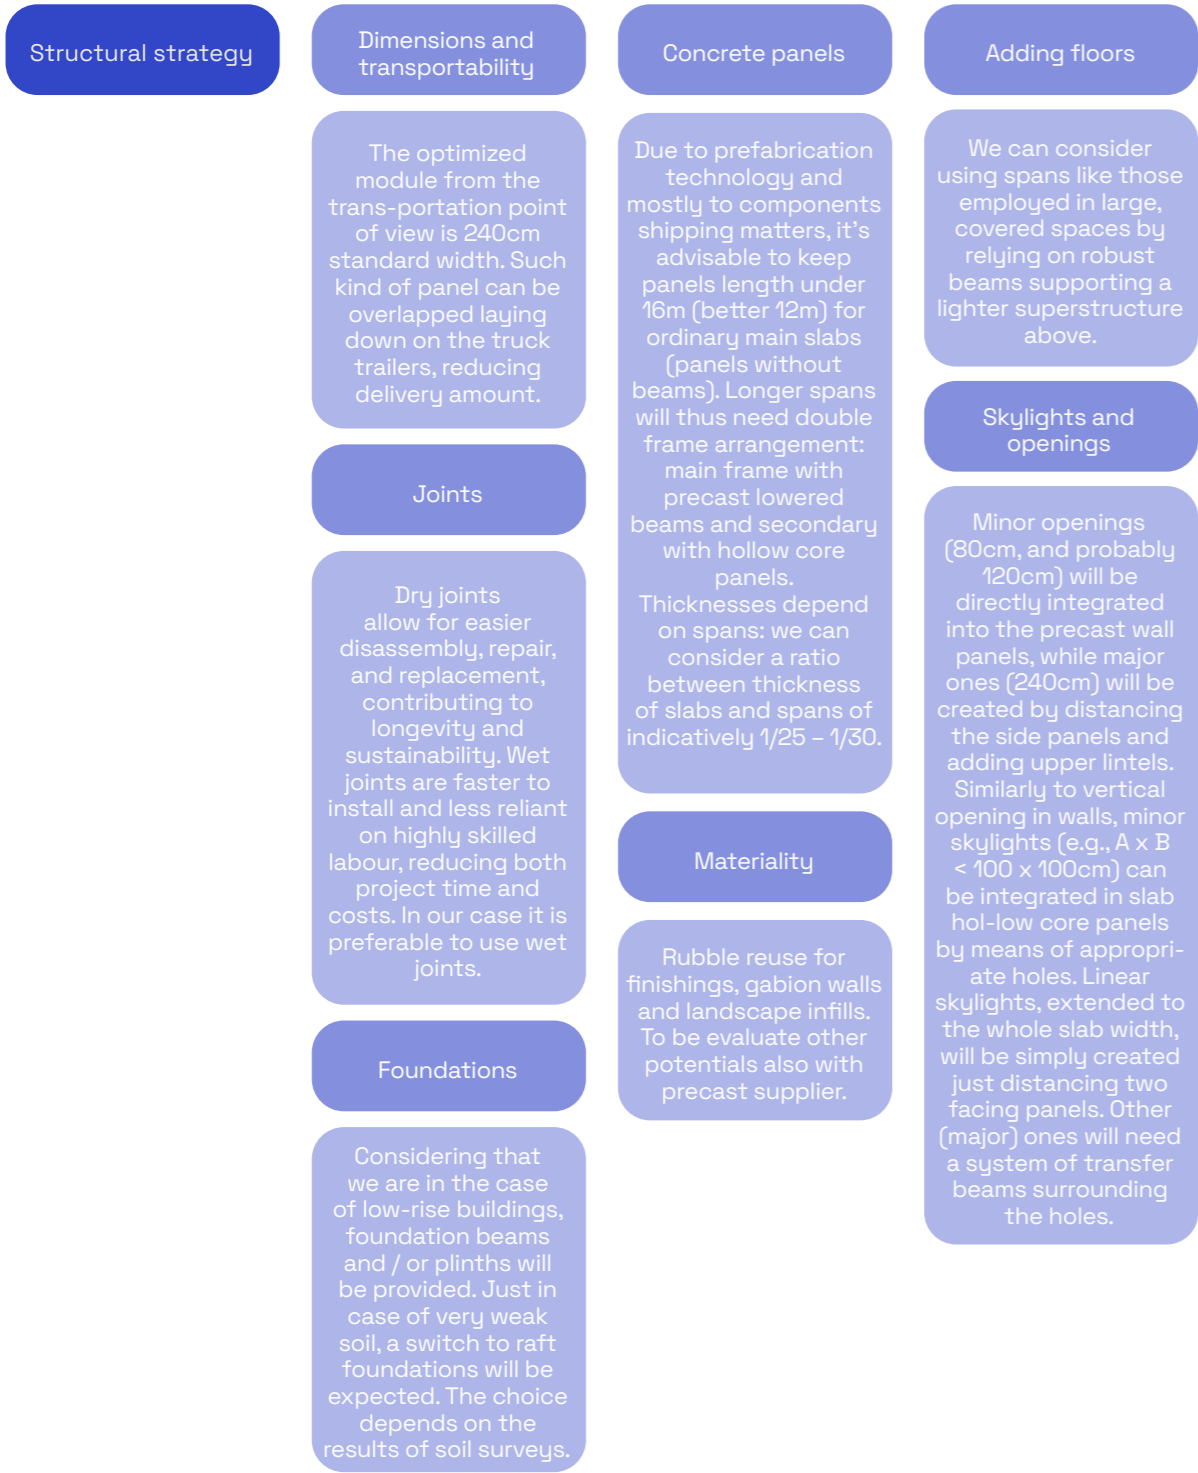 Structural strategy
Dimensions and
transportability
The optimized
module from the
trans-portation point
of view is 240cm
standard width. Such
kind of panel can be
overlapped laying
down on the truck
trailers, reducing
delivery amount.
Joints
Dry joints
allow for easier
disassembly, repair,
and replacement,
contributing to
longevity and
sustainability. Wet
joints are faster to
install and less reliant
on highly skilled
labour, reducing both
project time and
costs. In our case it is
preferable to use wet
joints.
Foundations
Considering that
we are in the case
of low-rise buildings,
foundation beams
and / or plinths will
be provided. Just in
case of very weak
soil, a switch to raft
foundations will be
expected. The choice
depends on the
results of soil surveys.
Concrete panels
Due to prefabrication
technology and
mostly to components
shipping matters, it's
advisable to keep
panels length under
16m (better 12m) for
ordinary main slabs
(panels without
beams). Longer spans
will thus need double
frame arrangement:
main frame with
precast lowered
beams and secondary
with hollow core
panels.
Thicknesses depend
on spans: we can
consider a ratio
between thickness
of slabs and spans of
indicatively 1/25 – 1/30.
Materiality
Rubble reuse for
finishings, gabion walls
and landscape infills.
To be evaluate other
potentials also with
precast supplier.
Adding floors
We can consider
using spans like those
employed in large,
covered spaces by
relying on robust
beams supporting a
lighter superstructure
above.
Skylights and
openings
Minor openings
(80cm, and probably
120cm) will be
directly integrated
into the precast wall
panels, while major
ones (240cm) will be
created by distancing
the side panels and
adding upper lintels.
Similarly to vertical
opening in walls, minor
skylights (e.g., A x B
< 100 x 100cm) can
be integrated in slab
hol-low core panels
by means of appropri-
ate holes. Linear
skylights, extended to
the whole slab width,
will be simply created
just distancing two
facing panels. Other
(major) ones will need
a system of transfer
beams surrounding
the holes.